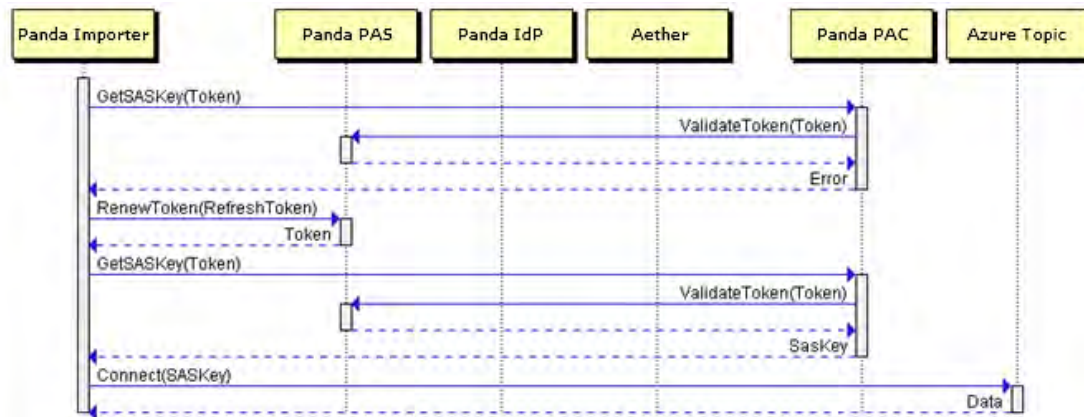 Panda Importer
Panda PAS
Panda IdP
Aether
Panda PAC
Azure Topic
GetSASKey(Token)
ValidateToken(Token)
Error
RenewToken(RefreshToken)
Token
GetSASKey(Token)
ValidateToken(Token)
SasKey
Connect(SASKey)
Data